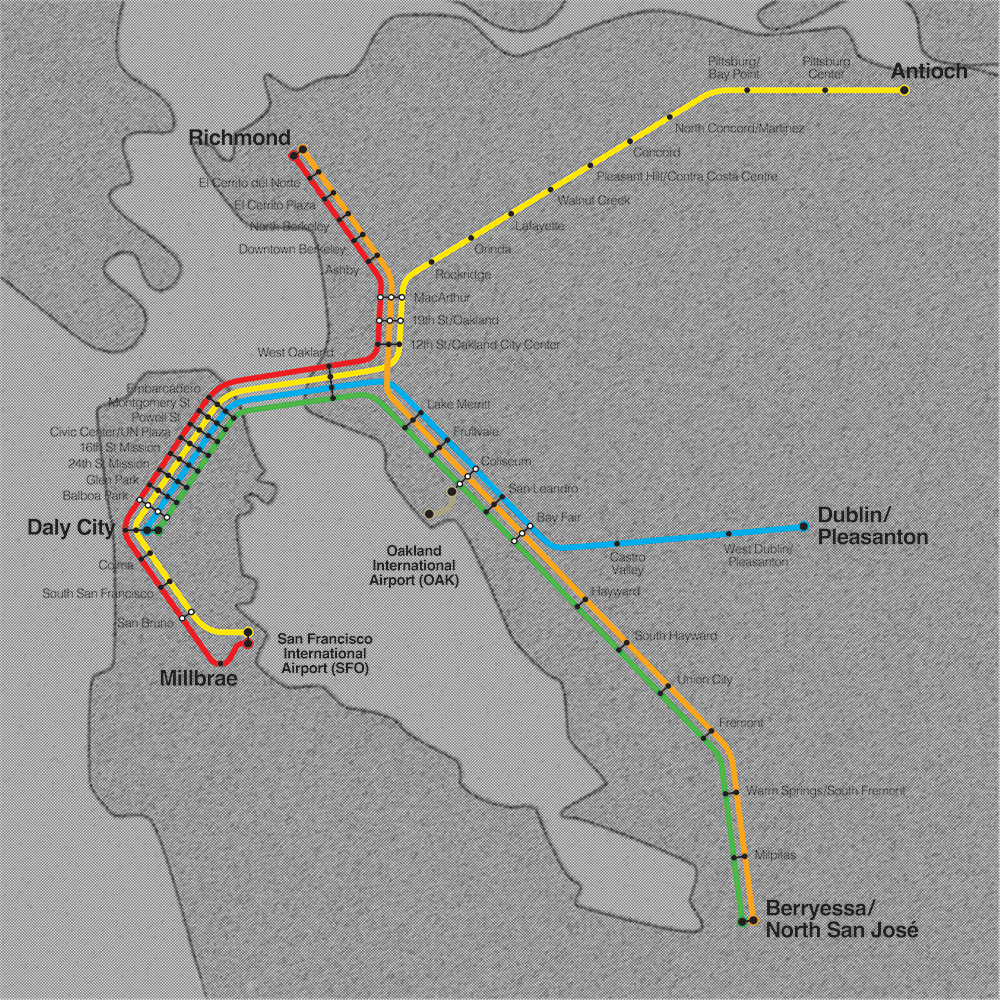 Pittsburg/
Bay Point
Pittsburg
Center
Antioch
Richmond
North Concord/Martinez
Concord
Pleasant Hill/Contra Costa Centre
Walnut Creek
Lafayette
Orinda
Rockridge
El Cerrito del Norte
El Cerrito Plaza
North Berkeley
Downtown Berkeley
Ashby
MacArthur
19th St/Oakland
12th St/Oakland City Center
West Oakland
Embarcadero
Montgomery St
Powell St
Civic Center/UN Plaza
16th St Mission
24th St Mission
Glen Park
Balboa Park
Daly City
Colma
South San Francisco
San Bruno
Millbrae
San Francisco
International
Airport (SFO)
Lake Merritt
Fruitvale
Coliseum
San Leandro
Bay Fair
Oakland
International
Airport (OAK)
Castro
Valley
West Dublin/
Pleasanton
Dublin/
Pleasanton
Hayward
South Hayward
Union City
Fremont
Warm Springs/South Fremont
Milpitas
Berryessa/
North San José